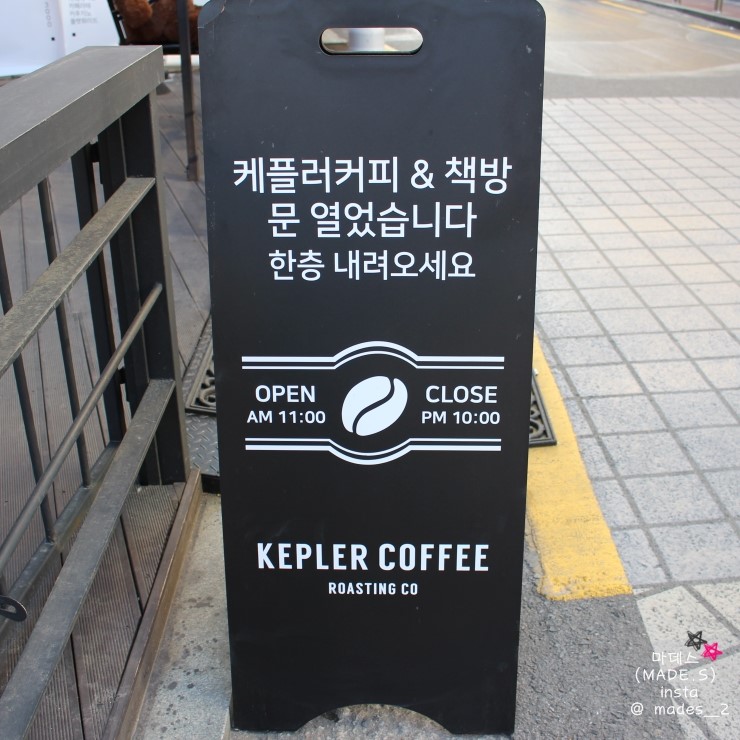 케플러커피 & 책방
문 열었습니다
한층 내려오세요
OPEN CLOSE
AM 11:00 PM 10:00
KEPLER COFFEE
ROASTING CO
마데스
(MADE.S)
insta
@ mades__2